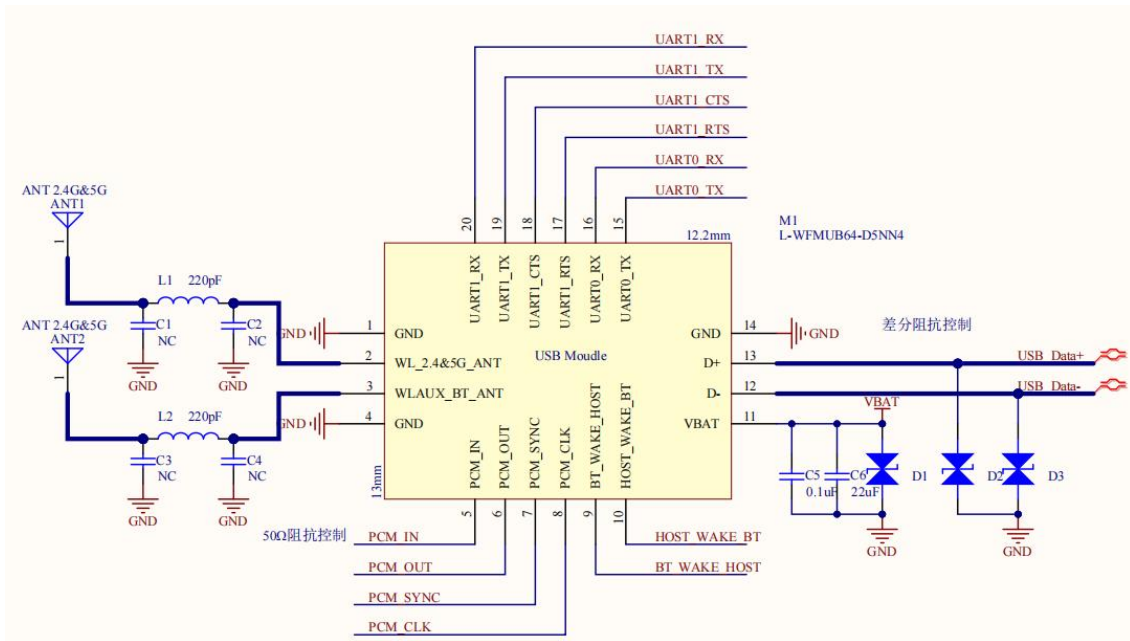 UART1_RX
UART1_TX
UART1_CTS
UART1_RTS
UART0_RX
UART0_TX
20
19
18
17
16
15
M1
L-WFMUB64-D5NN4
12.2mm
ANT 2.4G&5G
ANT1
1
L1 220pF
C1
NC
C2
NC
GND
GND
GND
ANT 2.4G&5G
ANT2
1
L2 220pF
C3
NC
C4
NC
GND
GND
GND
UART1_RX
UART1_TX
UART1_CTS
UART1_RTS
UART0_RX
UART0_TX
1 GND
2 WL_2.4&5G_ANT
3 WLAUX_BT_ANT
4 GND
USB Moudle
GND 14
D+ 13
D- 12
VBAT 11
GND
差分阻抗控制
USB_Data+
USB_Data-
VBAT
C5
0.1uF
C6
22uF
D1
D2
D3
GND
GND
13mm
PCM_IN
PCM_OUT
PCM_SYNC
PCM_CLK
BT_WAKE_HOST
HOST_WAKE_BT
5
6
7
8
9
10
50Ω阻抗控制
PCM_IN
PCM_OUT
PCM_SYNC
PCM_CLK
HOST_WAKE_BT
BT_WAKE_HOST